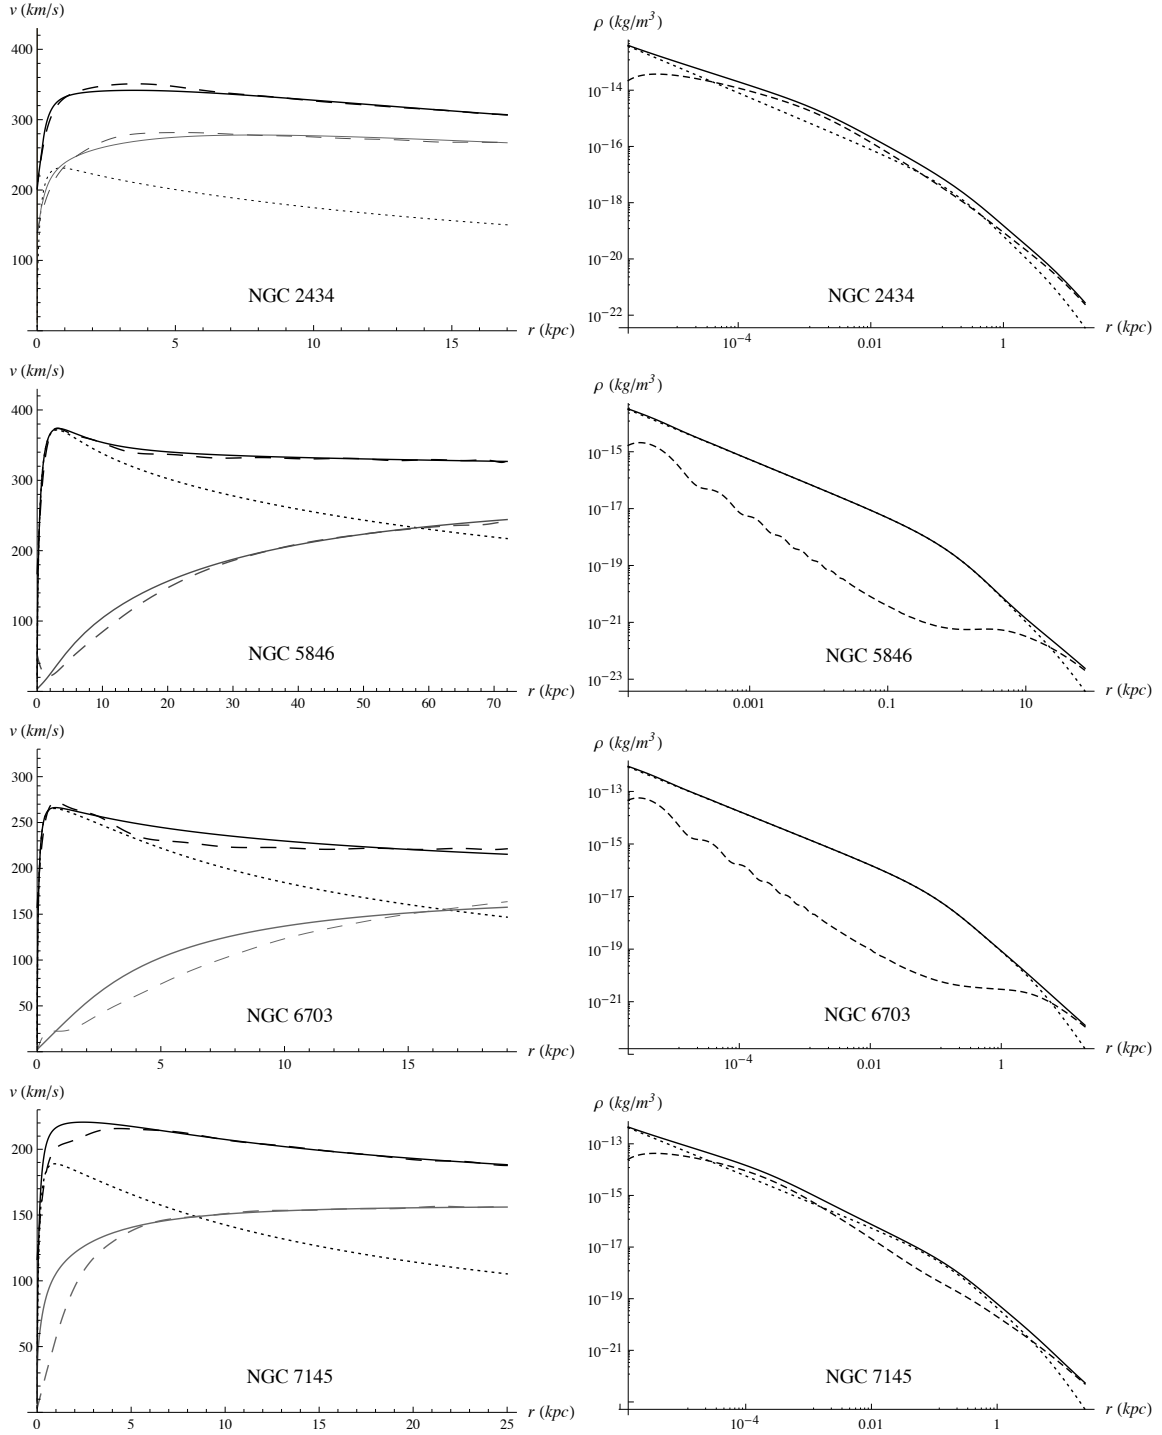 v (km/s)
400
300
200
100
0 5 10 15
r (kpc)
NGC 2434
ρ (kg/m³)
10⁻¹⁴
10⁻¹⁶
10⁻¹⁸
10⁻²⁰
10⁻²²
10⁻⁴ 0.01 1
r (kpc)
NGC 2434
v (km/s)
400
300
200
100
0 10 20 30 40 50 60 70
r (kpc)
NGC 5846
ρ (kg/m³)
10⁻¹⁵
10⁻¹⁷
10⁻¹⁹
10⁻²¹
10⁻²³
0.001 0.1 10
r (kpc)
NGC 5846
v (km/s)
300
250
200
150
100
50
0 5 10 15
r (kpc)
NGC 6703
ρ (kg/m³)
10⁻¹³
10⁻¹⁵
10⁻¹⁷
10⁻¹⁹
10⁻²¹
10⁻⁴ 0.01 1
r (kpc)
NGC 6703
v (km/s)
200
150
100
50
0 5 10 15 20 25
r (kpc)
NGC 7145
ρ (kg/m³)
10⁻¹³
10⁻¹⁵
10⁻¹⁷
10⁻¹⁹
10⁻²¹
10⁻⁴ 0.01 1
r (kpc)
NGC 7145